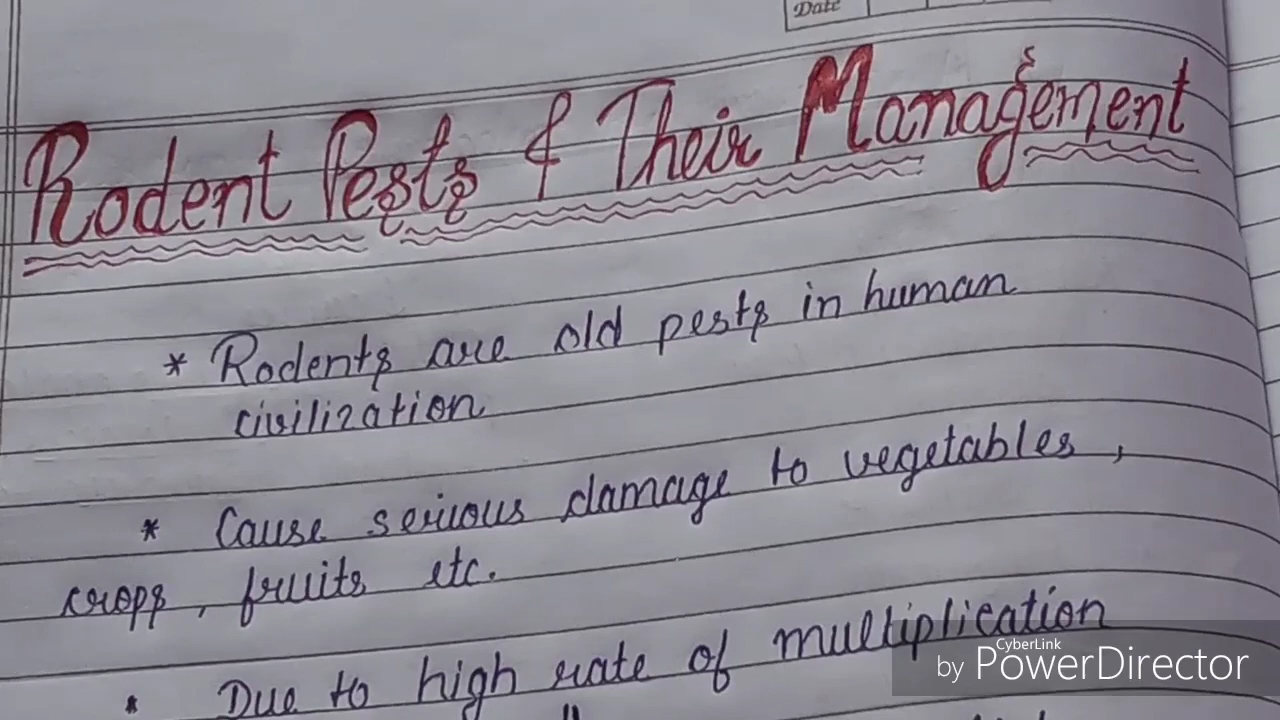 Date
Rodent Pests & Their Management
* Rodents are old pests in human
civilization
* Cause serious damage to vegetables,
crops, fruits etc.
* Due to high rate of multiplication
CyberLink
by PowerDirector